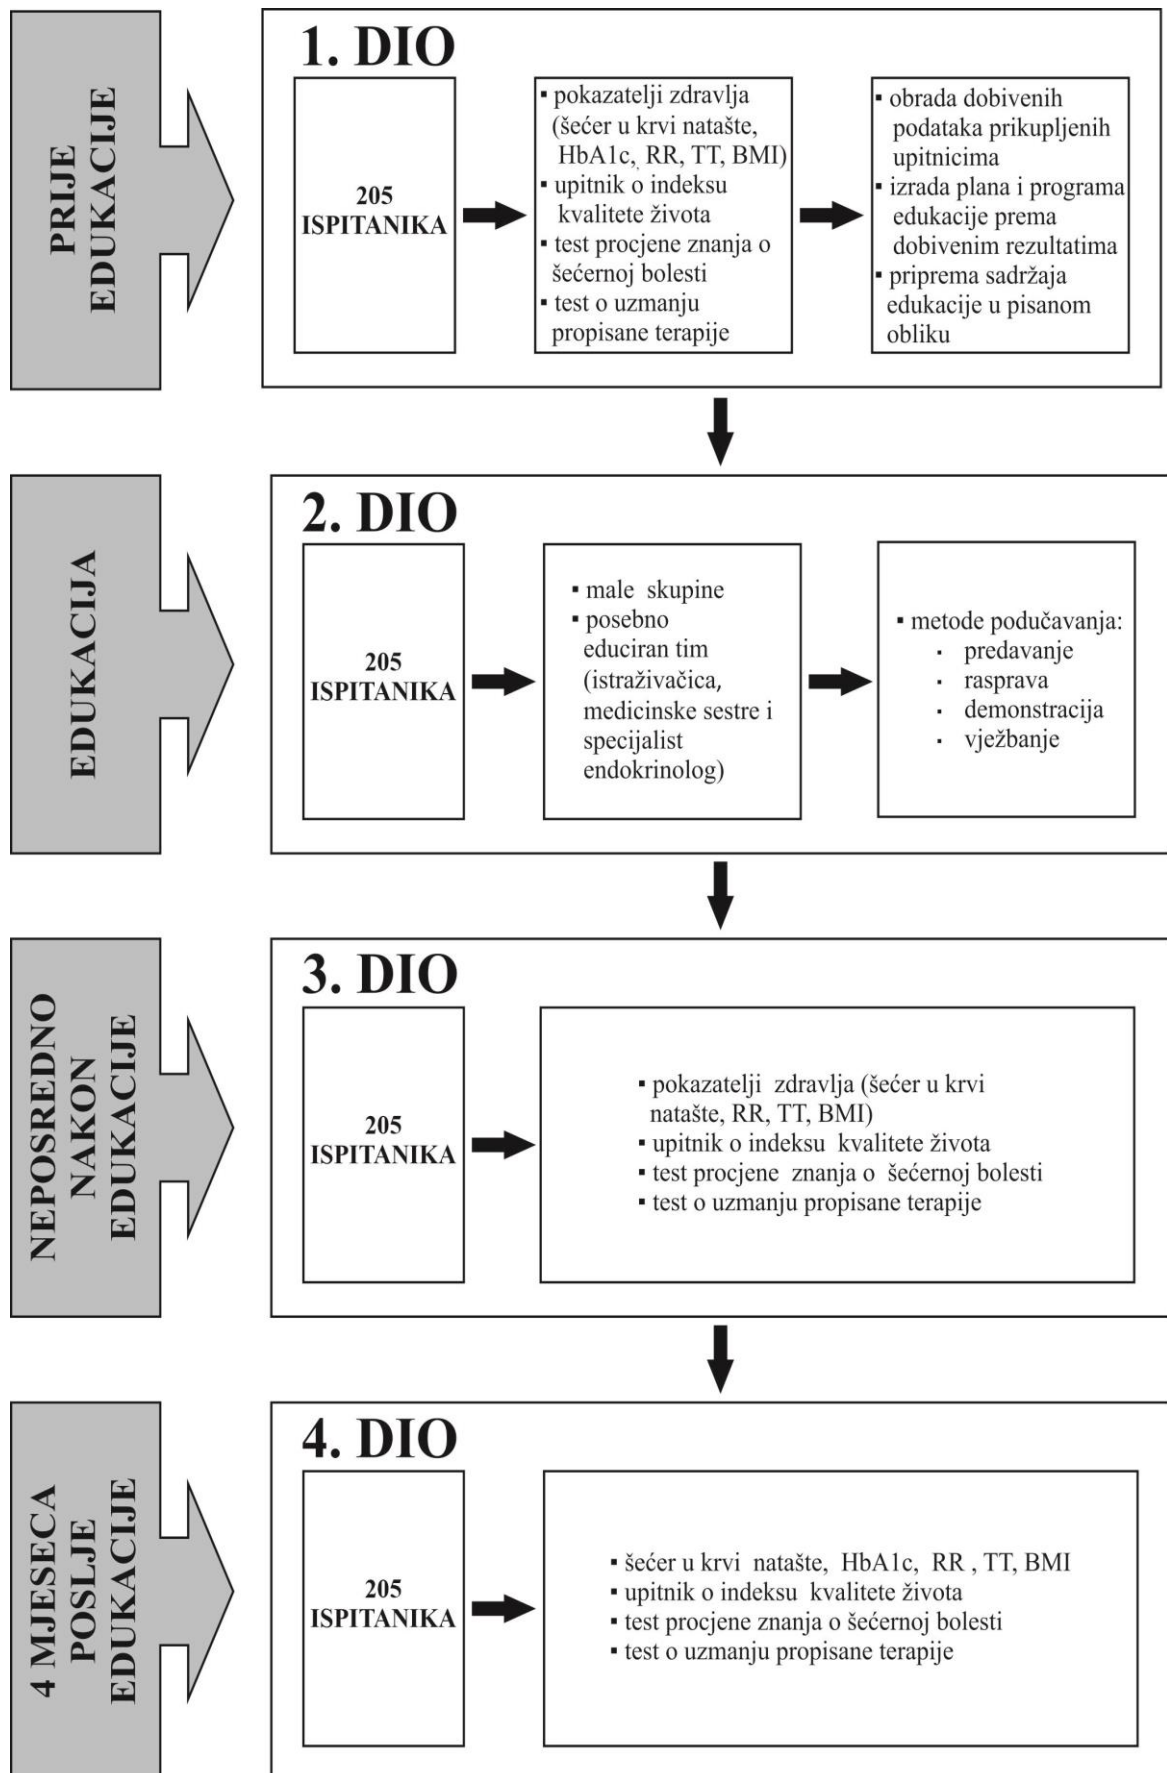 PRIJE
EDUKACIJE
1. DIO
205
ISPITANIKA
▪ pokazatelji zdravlja
(šećer u krvi natašte,
HbA1c, RR, TT, BMI)
▪ upitnik o indeksu
kvalitete života
▪ test procjene znanja o
šećernoj bolesti
▪ test o uzmanju
propisane terapije
▪ obrada dobivenih
podataka prikupljenih
upitnicima
▪ izrada plana i programa
edukacije prema
dobivenim rezultatima
▪ priprema sadržaja
edukacije u pisanom
obliku
EDUKACIJA
2. DIO
205
ISPITANIKA
▪ male skupine
▪ posebno
educiran tim
(istraživačica,
medicinske sestre i
specijalist
endokrinolog)
▪ metode podučavanja:
▪ predavanje
▪ rasprava
▪ demonstracija
▪ vježbanje
NEPOSREDNO
NAKON
EDUKACIJE
3. DIO
205
ISPITANIKA
▪ pokazatelji zdravlja (šećer u krvi
natašte, RR, TT, BMI)
▪ upitnik o indeksu kvalitete života
▪ test procjene znanja o šećernoj bolesti
▪ test o uzmanju propisane terapije
4 MJESECA
POSLJE
EDUKACIJE
4. DIO
205
ISPITANIKA
▪ šećer u krvi natašte, HbA1c, RR , TT, BMI
▪ upitnik o indeksu kvalitete života
▪ test procjene znanja o šećernoj bolesti
▪ test o uzmanju propisane terapije